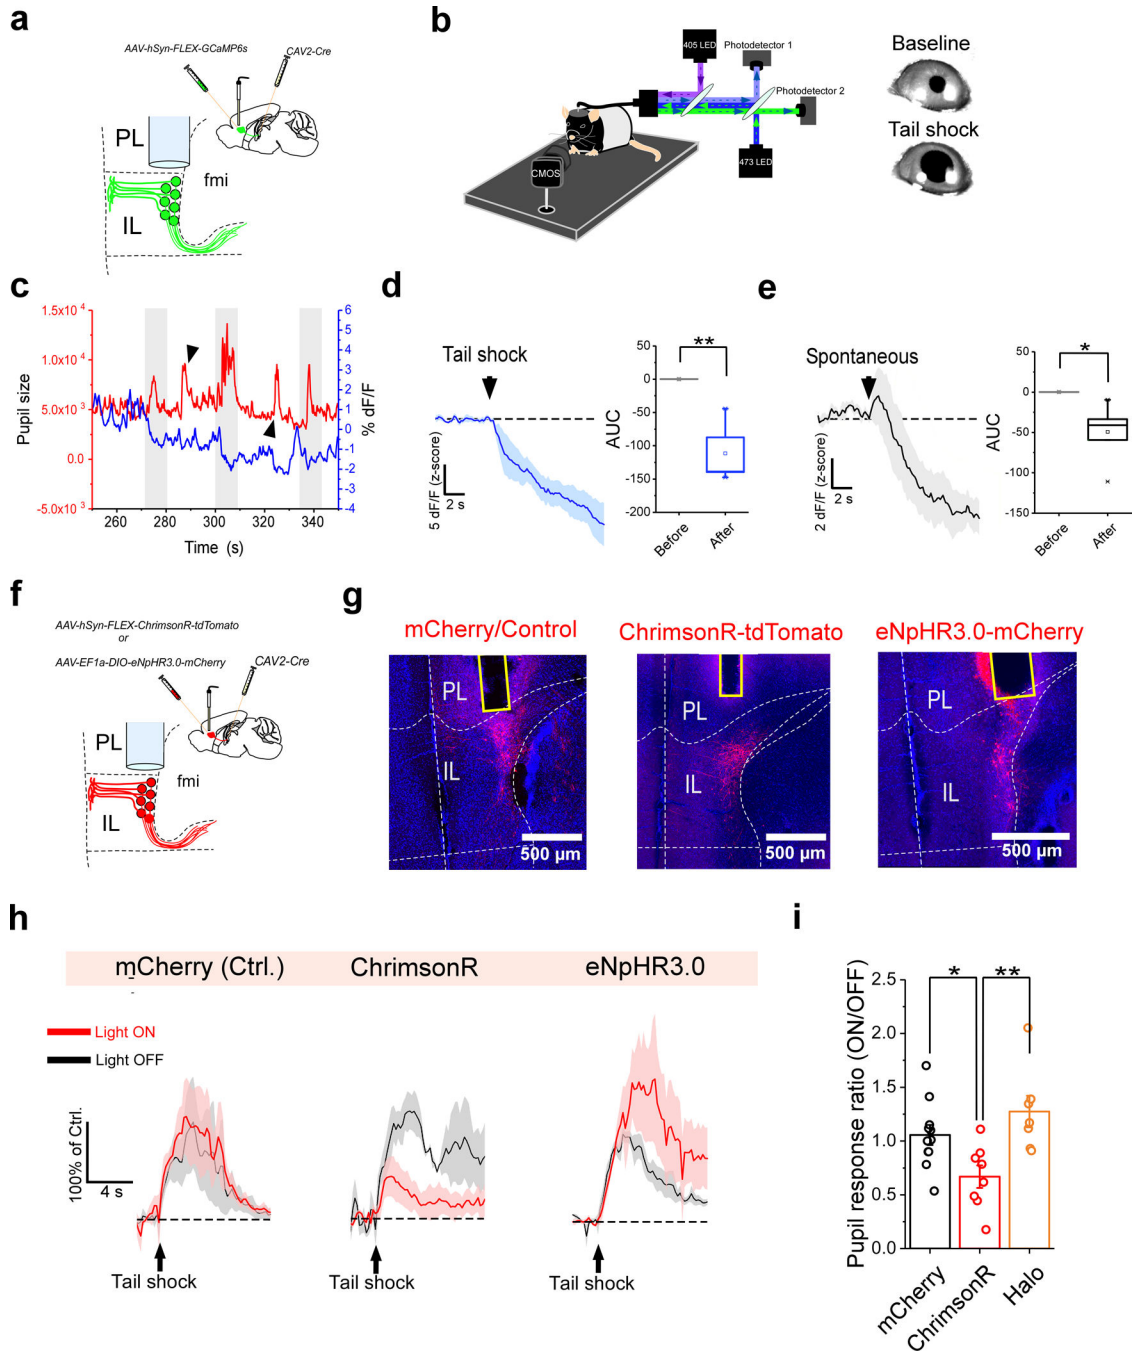 a
AAV-hSyn-FLEX-GCaMP6s
CAV2-Cre
PL
fmi
IL
b
405 LED
Photodetector 1
Photodetector 2
473 LED
CMOS
Baseline
Tail shock
c
1.5x10⁴
1.0x10⁴
5.0x10³
0.0
-5.0x10³
Pupil size
6
5
4
3
2
1
0
-1
-2
-3
-4
% dF/F
260
280
300
320
340
Time (s)
d
Tail shock
5 dF/F (z-score)
2 s
**
50
0
-50
-100
-150
-200
AUC
Before
After
e
Spontaneous
2 dF/F (z-score)
2 s
*
50
0
-50
-100
-150
AUC
Before
After
f
AAV-hSyn-FLEX-ChrimsonR-tdTomato
or
AAV-EF1a-DIO-eNpHR3.0-mCherry
CAV2-Cre
PL
fmi
IL
g
mCherry/Control
ChrimsonR-tdTomato
eNpHR3.0-mCherry
PL
IL
500 µm
PL
IL
500 µm
PL
IL
500 µm
h
mCherry (Ctrl.)
ChrimsonR
eNpHR3.0
Light ON
Light OFF
100% of Ctrl.
4 s
Tail shock
Tail shock
Tail shock
i
*
**
2.5
2.0
1.5
1.0
0.5
0.0
Pupil response ratio (ON/OFF)
mCherry
ChrimsonR
Halo